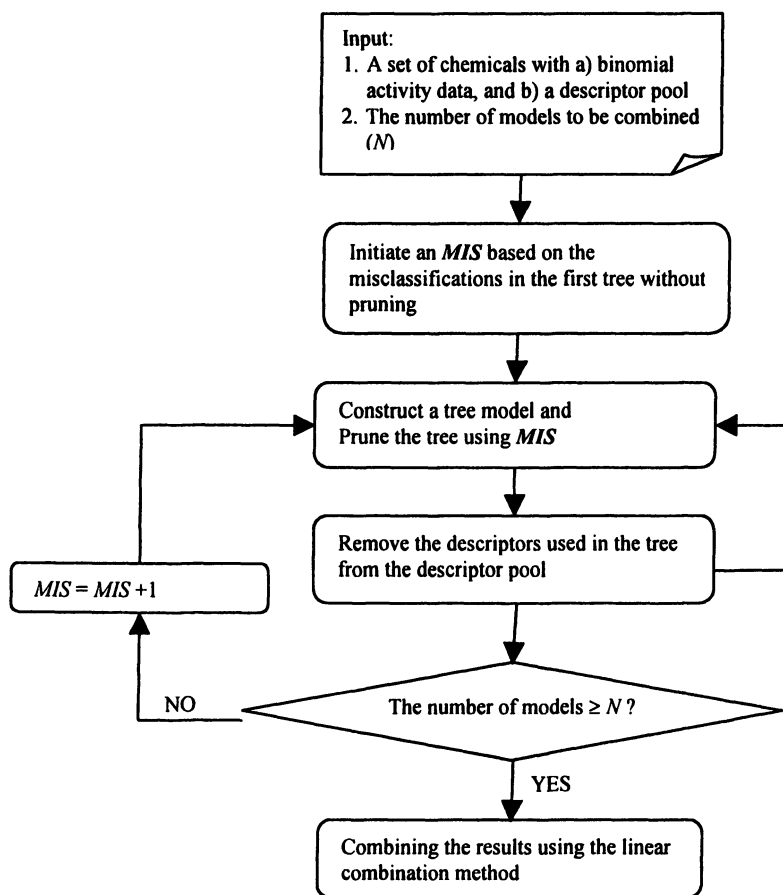 Input:
1. A set of chemicals with a) binomial
activity data, and b) a descriptor pool
2. The number of models to be combined
(N)
Initiate an MIS based on the
misclassifications in the first tree without
pruning
Construct a tree model and
Prune the tree using MIS
Remove the descriptors used in the tree
from the descriptor pool
MIS = MIS +1
NO
The number of models ≥ N ?
YES
Combining the results using the linear
combination method